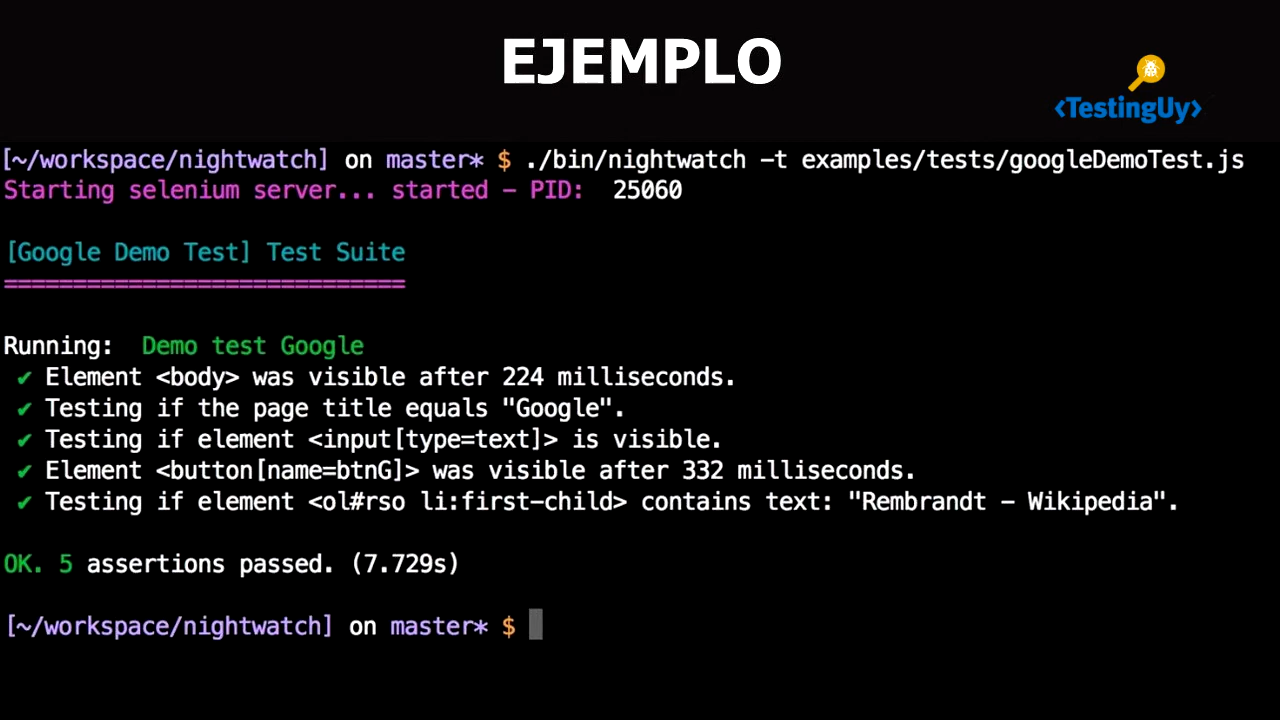 EJEMPLO
<TestingUy>
[~/workspace/nightwatch] on master* $ ./bin/nightwatch -t examples/tests/googleDemoTest.js
Starting selenium server... started - PID:  25060
[Google Demo Test] Test Suite
=============================
Running:  Demo test Google
✔ Element <body> was visible after 224 milliseconds.
✔ Testing if the page title equals "Google".
✔ Testing if element <input[type=text]> is visible.
✔ Element <button[name=btnG]> was visible after 332 milliseconds.
✔ Testing if element <ol#rso li:first-child> contains text: "Rembrandt - Wikipedia".
OK. 5 assertions passed. (7.729s)
[~/workspace/nightwatch] on master* $